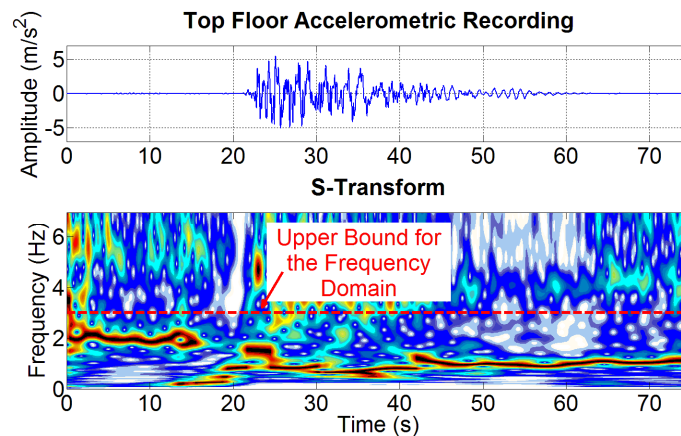 Top Floor Accelerometric Recording
Amplitude (m/s²)
5
0
-5
0 10 20 30 40 50 60 70
S-Transform
Frequency (Hz)
6
4
2
0
Upper Bound for
the Frequency
Domain
0 10 20 30 40 50 60 70
Time (s)